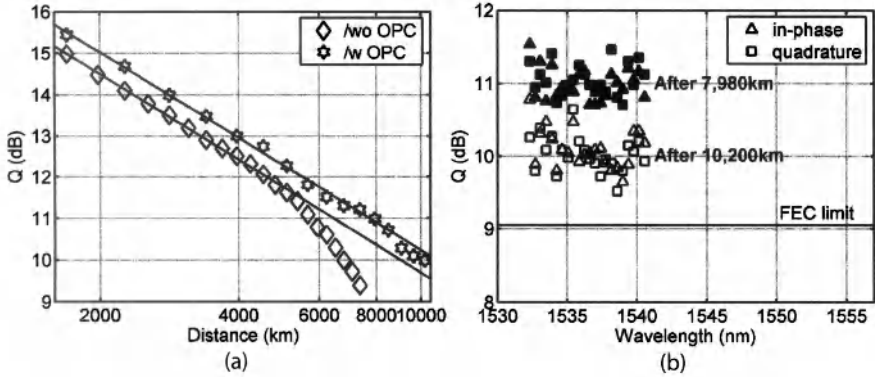 16
15
14
13
12
11
10
9
Q (dB)
/wo OPC
/w OPC
2000 4000 6000 8000 10000
Distance (km)
(a)
12
11
10
9
8
Q (dB)
in-phase
quadrature
After 7,980km
After 10,200km
FEC limit
1530 1535 1540 1545 1550 1555
Wavelength (nm)
(b)